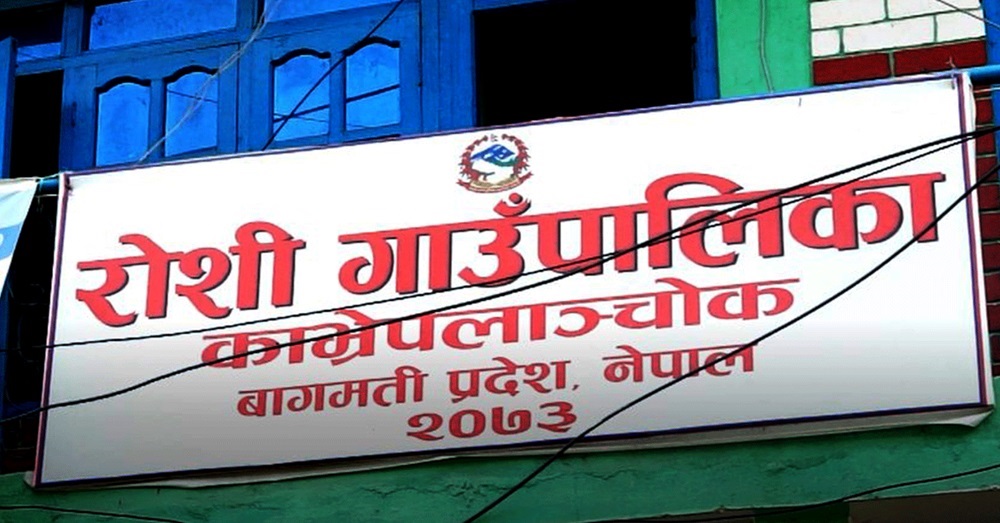 रोशी गाउँपालिका
काभ्रेपलाञ्चोक
बागमती प्रदेश, नेपाल
२०७३